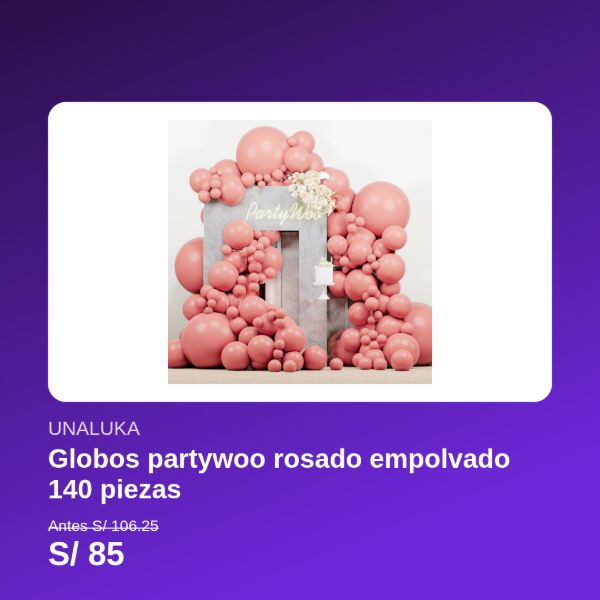 PartyWoo
UNALUKA
Globos partywoo rosado empolvado
140 piezas
Antes S/ 106.25
S/ 85